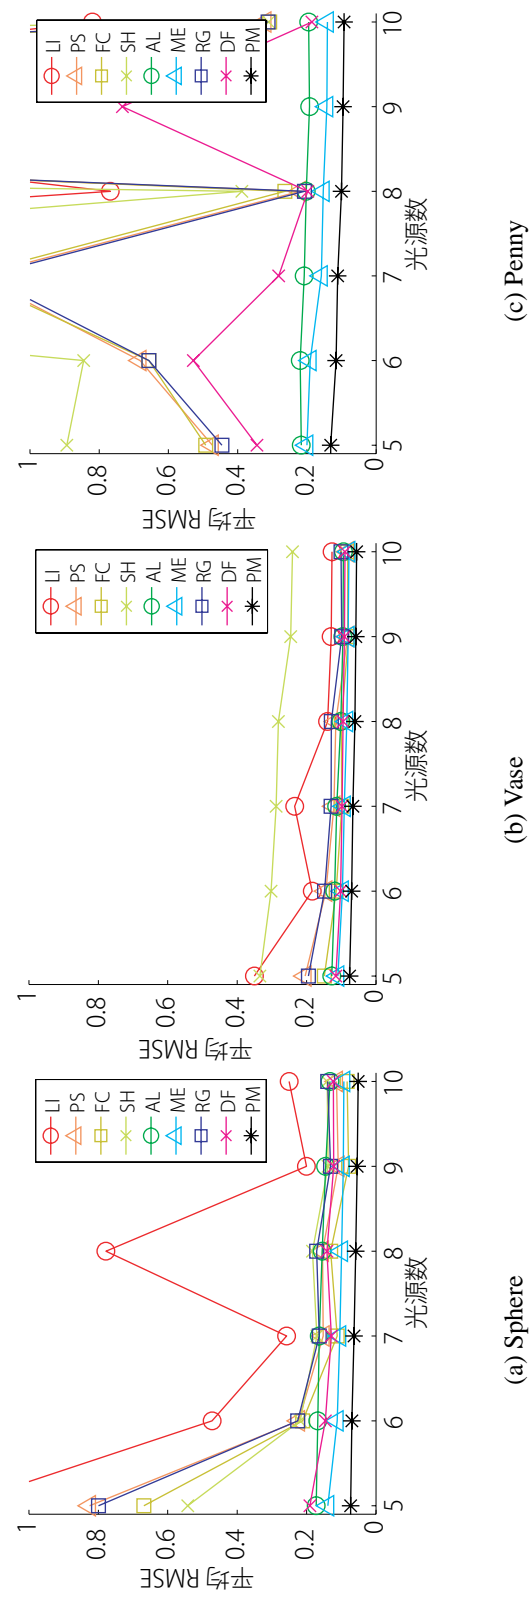 1
0.8
0.6
0.4
0.2
0
平均 RMSE
5
6
7
8
9
10
光源数
LI
PS
FC
SH
AL
ME
RG
DF
PM
(a) Sphere
1
0.8
0.6
0.4
0.2
0
平均 RMSE
5
6
7
8
9
10
光源数
LI
PS
FC
SH
AL
ME
RG
DF
PM
(b) Vase
1
0.8
0.6
0.4
0.2
0
平均 RMSE
5
6
7
8
9
10
光源数
LI
PS
FC
SH
AL
ME
RG
DF
PM
(c) Penny